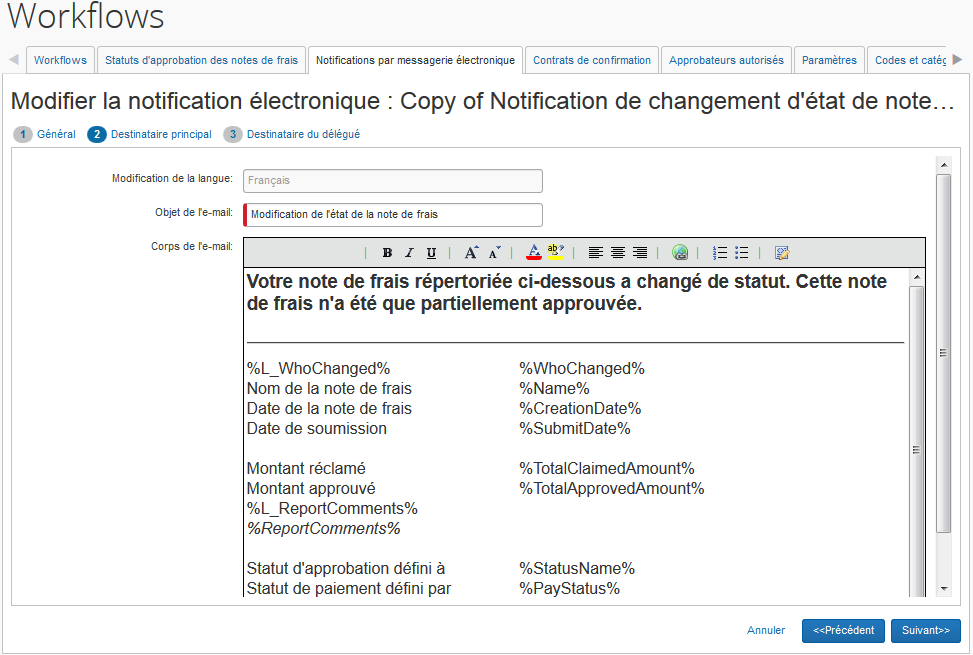 Workflows
Workflows Statuts d'approbation des notes de frais Notifications par messagerie électronique Contrats de confirmation Approbateurs autorisés Paramètres Codes et catég
Modifier la notification électronique : Copy of Notification de changement d'état de note…
1 Général 2 Destinataire principal 3 Destinataire du délégué
Modification de la langue: Français
Objet de l'e-mail: Modification de l'état de la note de frais
Corps de l'e-mail:
B I U A A A ab
Votre note de frais répertoriée ci-dessous a changé de statut. Cette note
de frais n'a été que partiellement approuvée.
%L_WhoChanged% %WhoChanged%
Nom de la note de frais %Name%
Date de la note de frais %CreationDate%
Date de soumission %SubmitDate%
Montant réclamé %TotalClaimedAmount%
Montant approuvé %TotalApprovedAmount%
%L_ReportComments%
%ReportComments%
Statut d'approbation défini à %StatusName%
Statut de paiement défini par %PayStatus%
Annuler <<Précédent Suivant>>